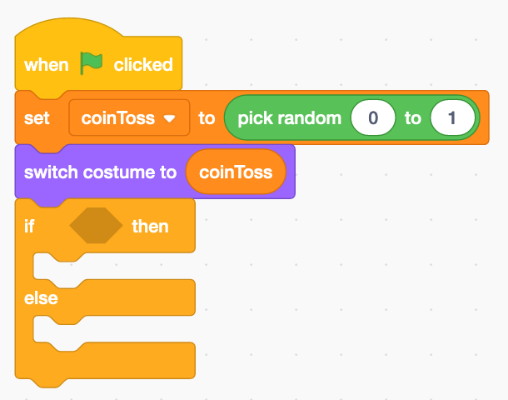 when clicked
set coinToss to pick random 0 to 1
switch costume to coinToss
if then
else